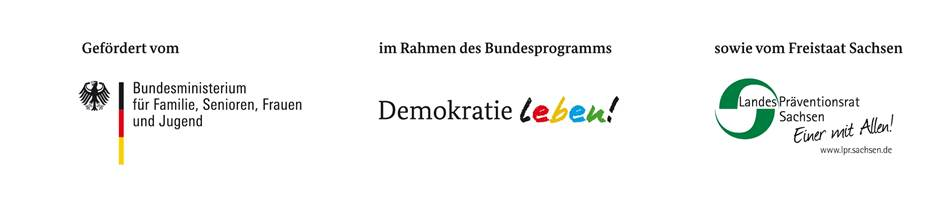 Gefördert vom
Bundesministerium
für Familie, Senioren, Frauen
und Jugend
im Rahmen des Bundesprogramms
Demokratie leben!
sowie vom Freistaat Sachsen
Landes Präventionsrat
Sachsen
Einer mit Allen!
www.lpr.sachsen.de